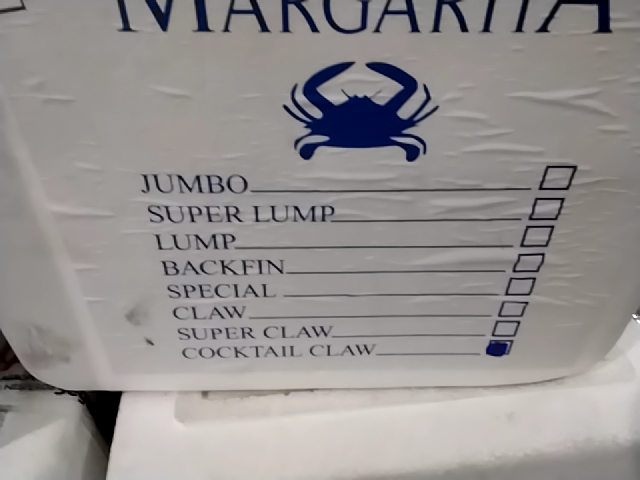 MARGARITA
JUMBO
SUPER LUMP
LUMP
BACKFIN
SPECIAL
CLAW
SUPER CLAW
COCKTAIL CLAW